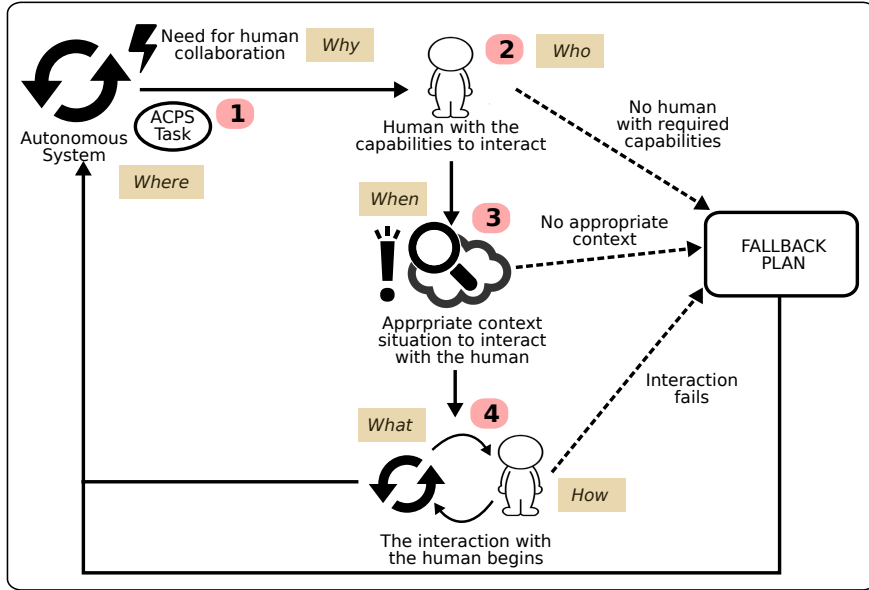 Need for human
collaboration
Why
2
Who
ACPS
Task
1
Autonomous
System
Human with the
capabilities to interact
No human
with required
capabilities
Where
When
3
No appropriate
context
FALLBACK
PLAN
Apprpriate context
situation to interact
with the human
Interaction
fails
What
4
How
The interaction with
the human begins